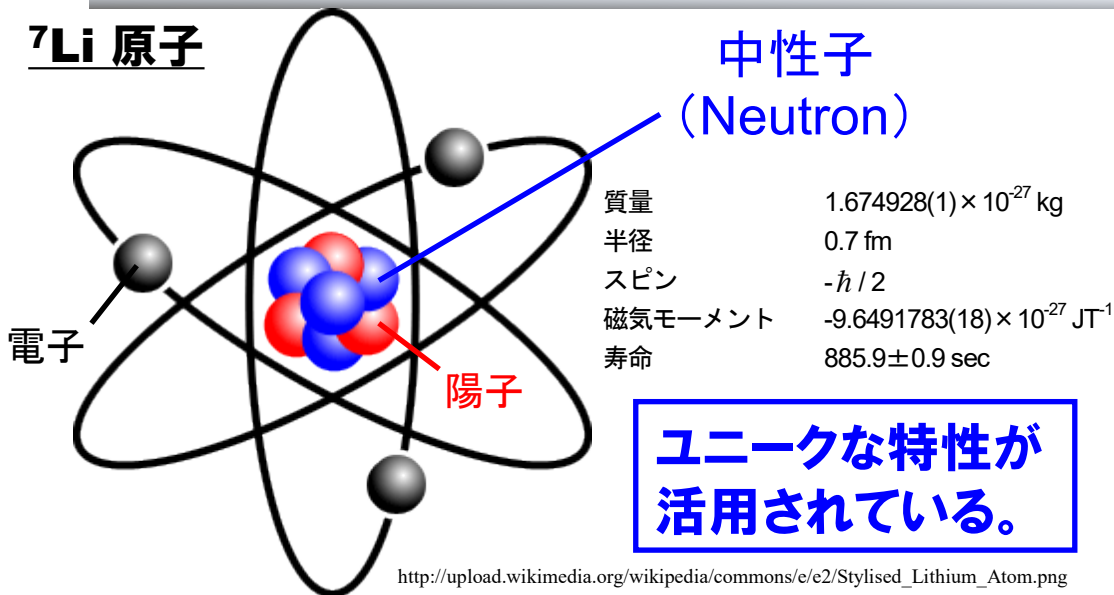 ⁷Li 原子
中性子
（Neutron）
質量 1.674928(1)×10⁻²⁷ kg
半径 0.7 fm
スピン -ℏ / 2
磁気モーメント -9.6491783(18)×10⁻²⁷ JT⁻¹
寿命 885.9±0.9 sec
電子
陽子
ユニークな特性が
活用されている。
http://upload.wikimedia.org/wikipedia/commons/e/e2/Stylised_Lithium_Atom.png